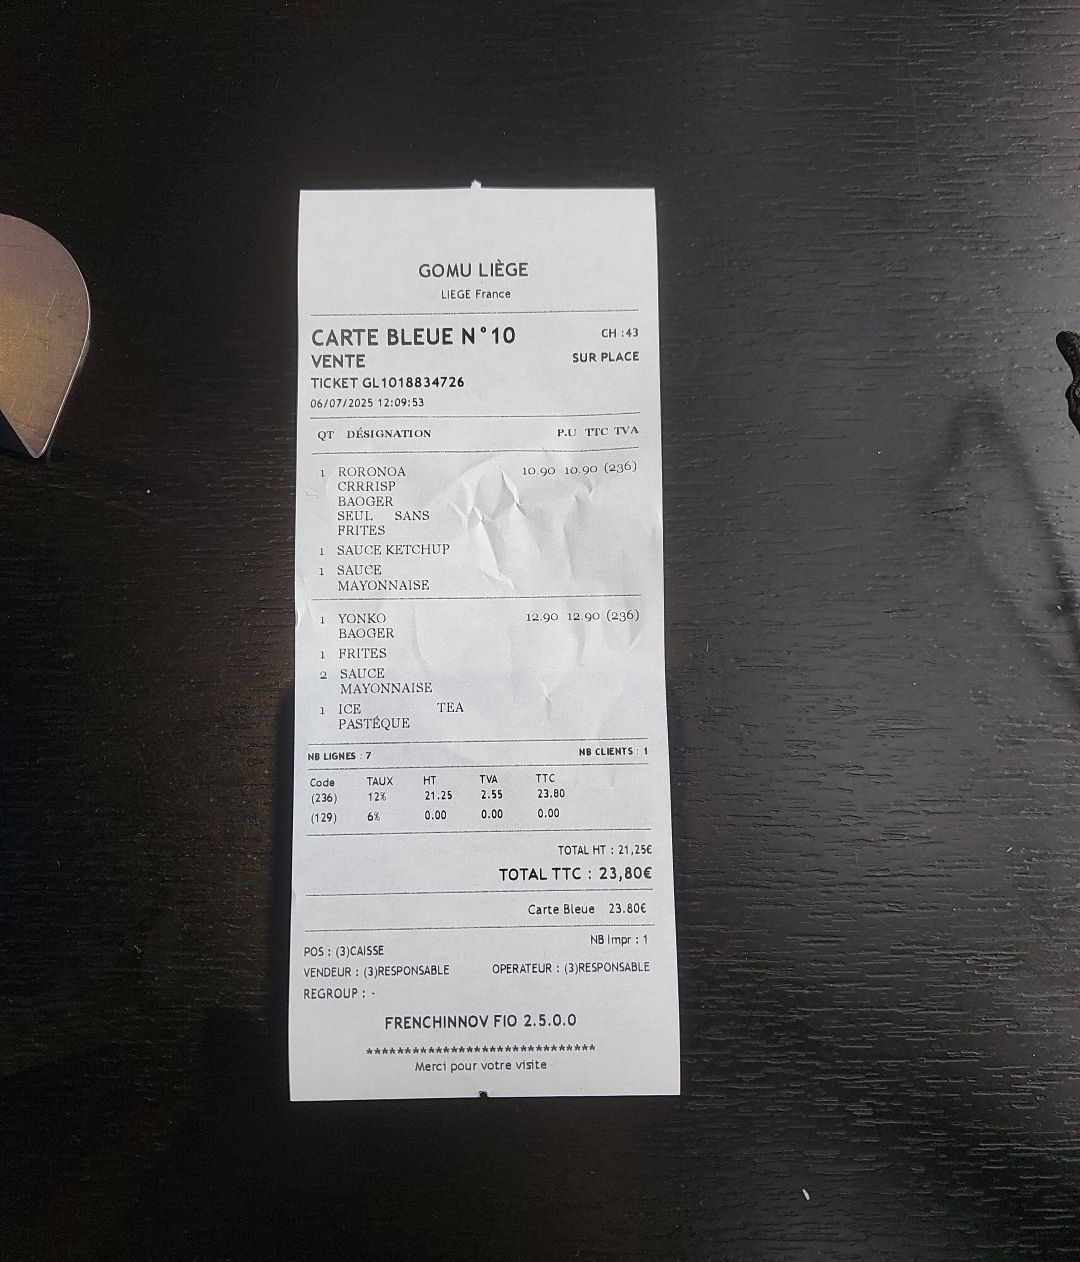 GOMU LIÈGE
LIEGE France
CARTE BLEUE N°10 CH :43
VENTE SUR PLACE
TICKET GL1018834726
06/07/2025 12:09:53
QT DÉSIGNATION P.U TTC TVA
1 RORONOA 10.90 10.90 (236)
CRRRISP
BAOGER
SEUL SANS
FRITES
1 SAUCE KETCHUP
1 SAUCE
MAYONNAISE
1 YONKO 12.90 12.90 (236)
BAOGER
1 FRITES
2 SAUCE
MAYONNAISE
1 ICE TEA
PASTÉQUE
NB LIGNES : 7 NB CLIENTS : 1
Code TAUX HT TVA TTC
(236) 12% 21.25 2.55 23.80
(129) 6% 0.00 0.00 0.00
TOTAL HT : 21,25€
TOTAL TTC : 23,80€
Carte Bleue 23.80€
NB Impr : 1
POS : (3)CAISSE
VENDEUR : (3)RESPONSABLE OPERATEUR : (3)RESPONSABLE
REGROUP : -
FRENCHINNOV FIO 2.5.0.0
******************************
Merci pour votre visite